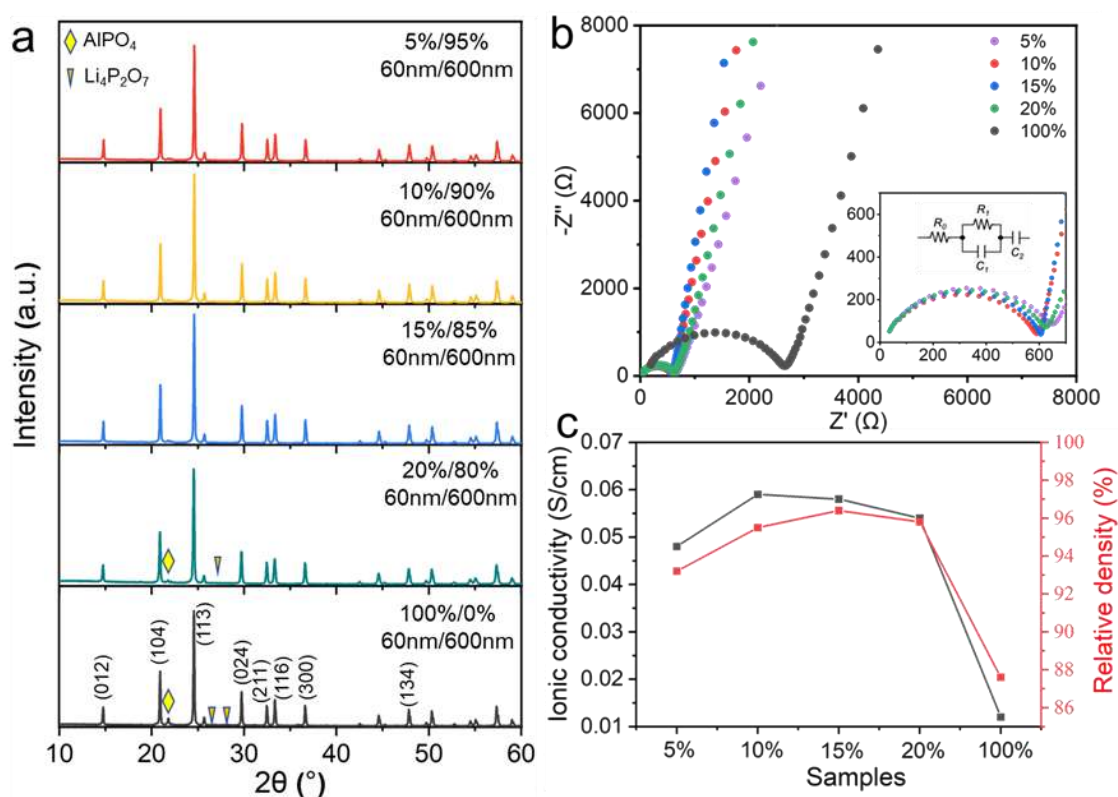 a
AlPO₄
Li₄P₂O₇
5%/95%
60nm/600nm
10%/90%
60nm/600nm
15%/85%
60nm/600nm
20%/80%
60nm/600nm
100%/0%
60nm/600nm
(012)
(104)
(113)
(024)
(211)
(116)
(300)
(134)
Intensity (a.u.)
10 20 30 40 50 60
2θ (°)
b
8000
7000
6000
5000
4000
3000
2000
1000
0
-Z'' (Ω)
5%
10%
15%
20%
100%
600
400
200
0
R₀
R₁
C₁
C₂
0 200 400 600
0 2000 4000 6000 8000
Z' (Ω)
c
0.07
0.06
0.05
0.04
0.03
0.02
0.01
Ionic conductivity (S/cm)
100
98
96
94
92
90
88
86
Relative density (%)
5% 10% 15% 20% 100%
Samples